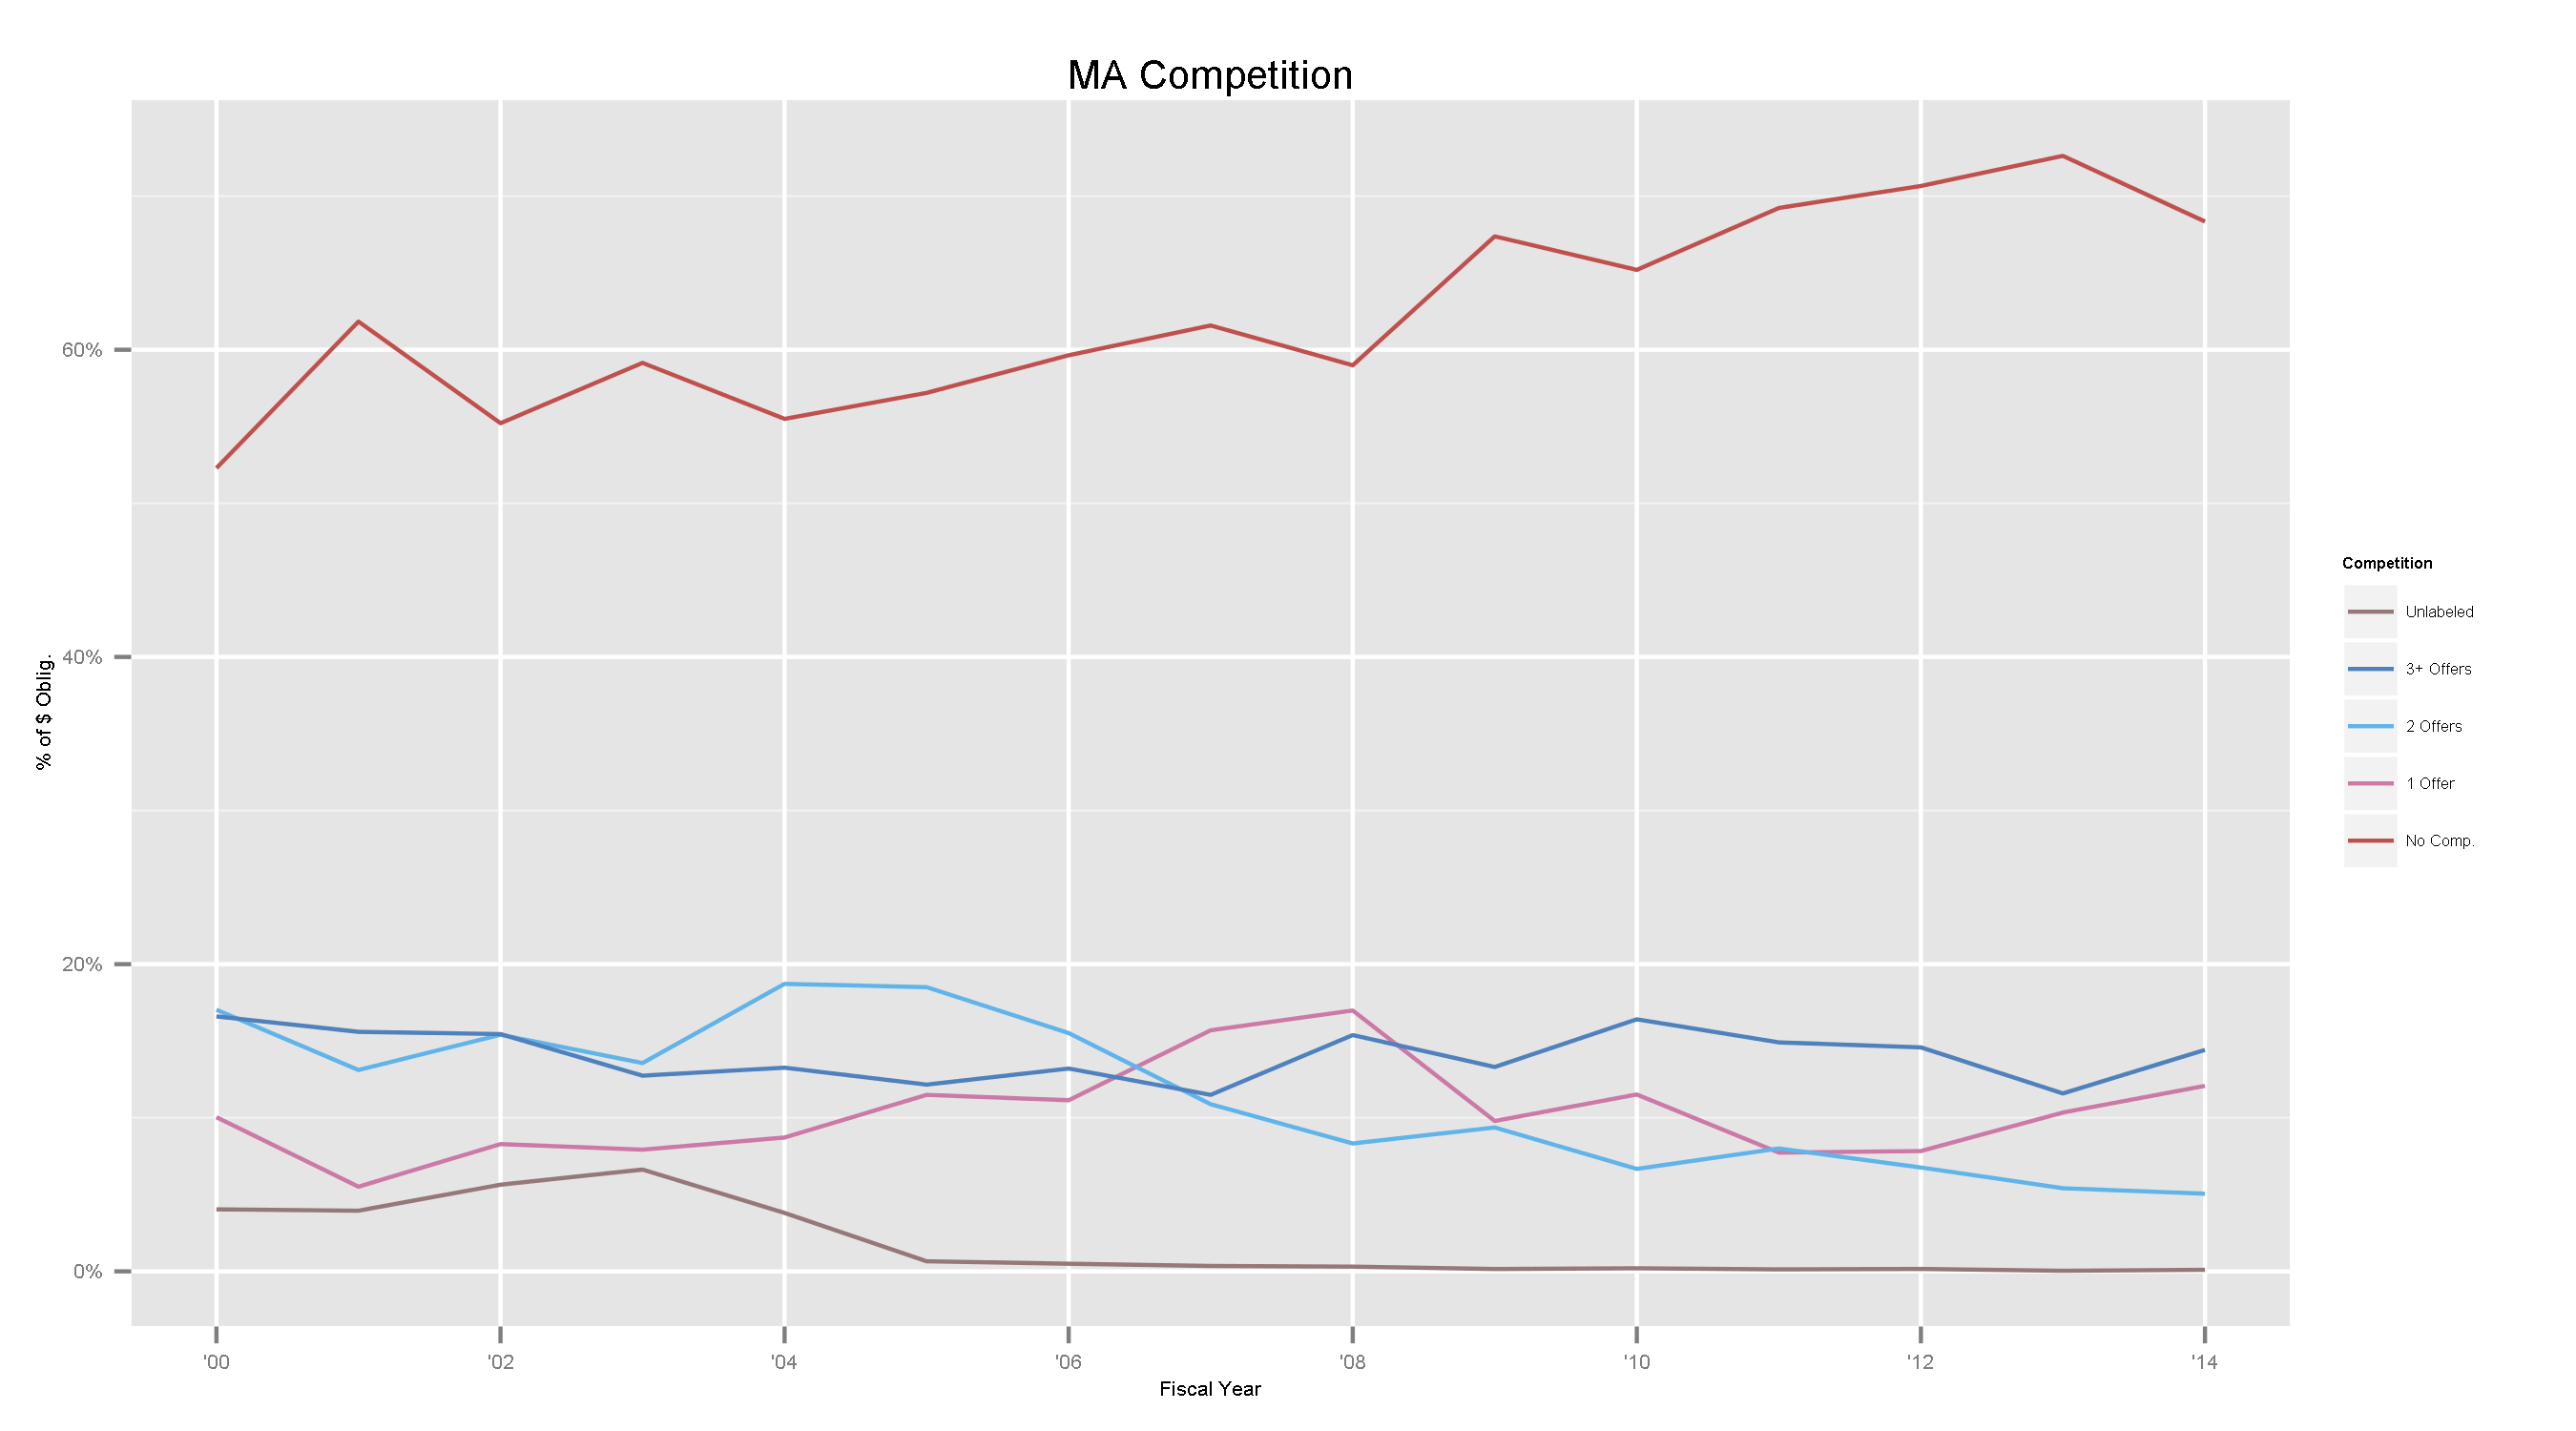 MA Competition
60%
40%
20%
0%
% of $ Oblig.
'00 '02 '04 '06 '08 '10 '12 '14
Fiscal Year
Competition
Unlabeled
3+ Offers
2 Offers
1 Offer
No Comp.